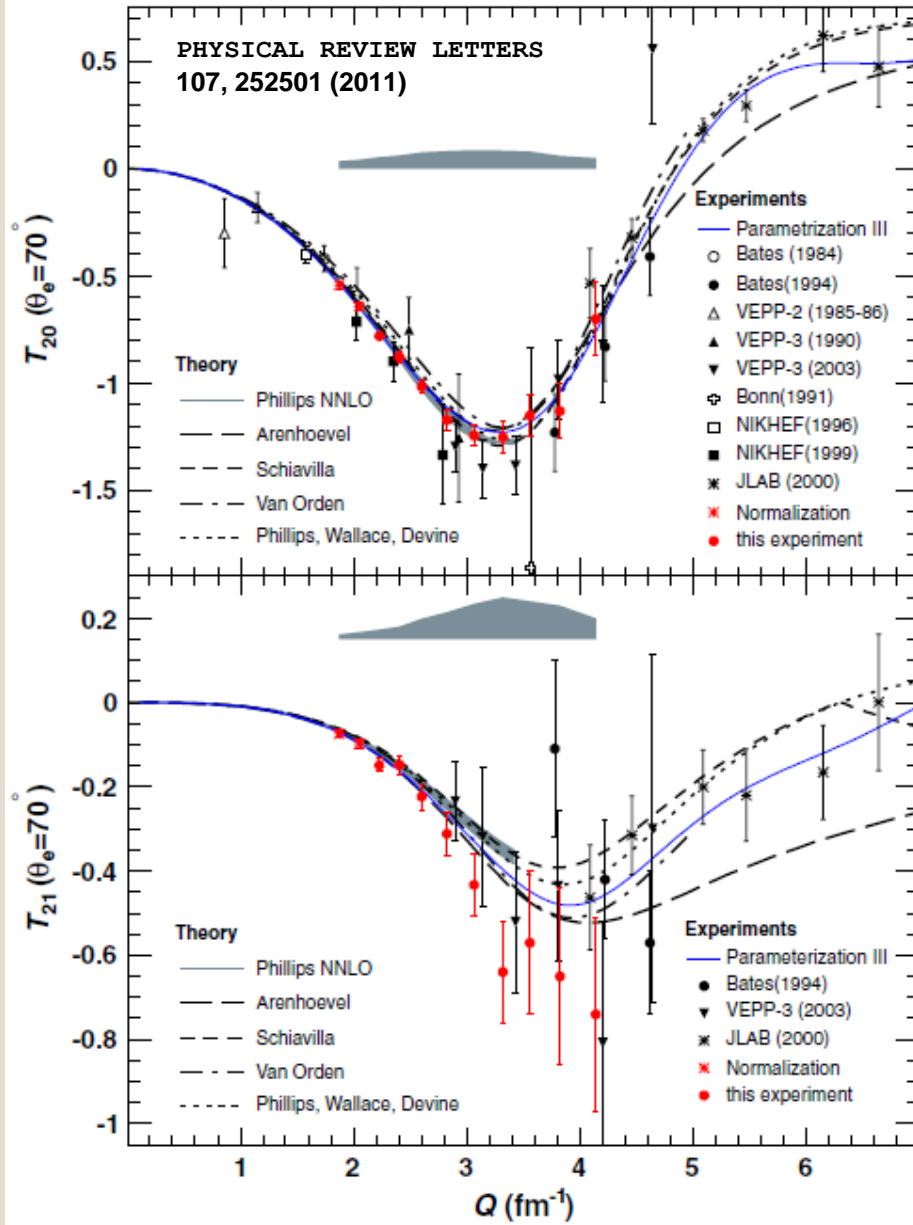 PHYSICAL REVIEW LETTERS
107, 252501 (2011)
0.5
0
-0.5
-1
-1.5
T20 (θe=70°)
Theory
Phillips NNLO
Arenhoevel
Schiavilla
Van Orden
Phillips, Wallace, Devine
Experiments
Parametrization III
Bates (1984)
Bates(1994)
VEPP-2 (1985-86)
VEPP-3 (1990)
VEPP-3 (2003)
Bonn(1991)
NIKHEF(1996)
NIKHEF(1999)
JLAB (2000)
Normalization
this experiment
0.2
0
-0.2
-0.4
-0.6
-0.8
-1
T21 (θe=70°)
Theory
Phillips NNLO
Arenhoevel
Schiavilla
Van Orden
Phillips, Wallace, Devine
Experiments
Parameterization III
Bates(1994)
VEPP-3 (2003)
JLAB (2000)
Normalization
this experiment
1 2 3 4 5 6
Q (fm⁻¹)